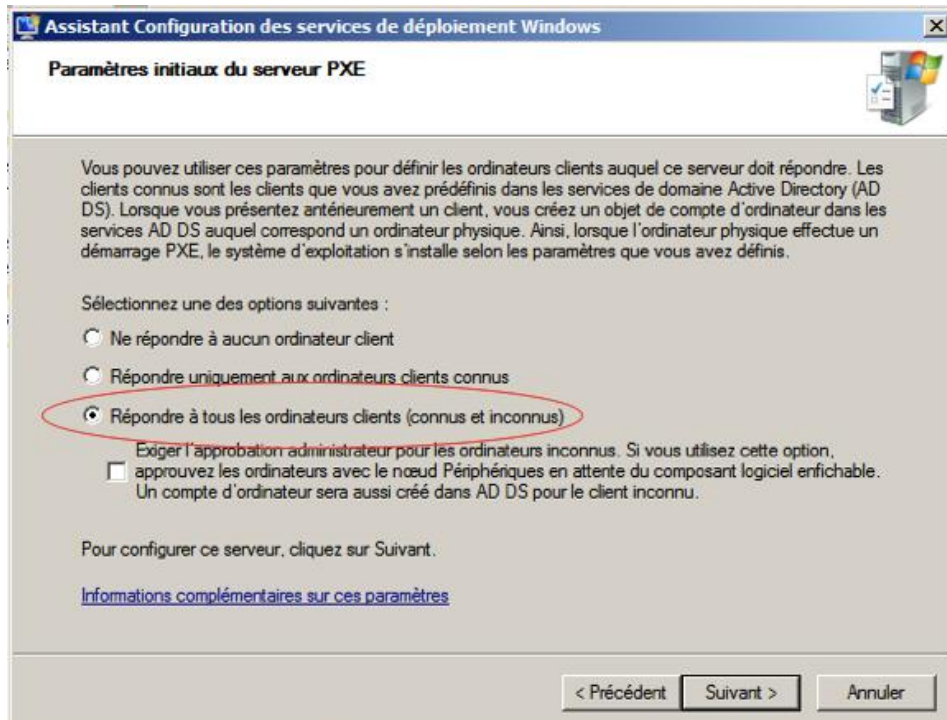 Assistant Configuration des services de déploiement Windows
Paramètres initiaux du serveur PXE
Vous pouvez utiliser ces paramètres pour définir les ordinateurs clients auquel ce serveur doit répondre. Les
clients connus sont les clients que vous avez prédéfinis dans les services de domaine Active Directory (AD
DS). Lorsque vous présentez antérieurement un client, vous créez un objet de compte d'ordinateur dans les
services AD DS auquel correspond un ordinateur physique. Ainsi, lorsque l'ordinateur physique effectue un
démarrage PXE, le système d'exploitation s'installe selon les paramètres que vous avez définis.
Sélectionnez une des options suivantes :
Ne répondre à aucun ordinateur client
Répondre uniquement aux ordinateurs clients connus
Répondre à tous les ordinateurs clients (connus et inconnus)
Exiger l'approbation administrateur pour les ordinateurs inconnus. Si vous utilisez cette option,
approuvez les ordinateurs avec le nœud Périphériques en attente du composant logiciel enfichable.
Un compte d'ordinateur sera aussi créé dans AD DS pour le client inconnu.
Pour configurer ce serveur, cliquez sur Suivant.
Informations complémentaires sur ces paramètres
< Précédent Suivant > Annuler